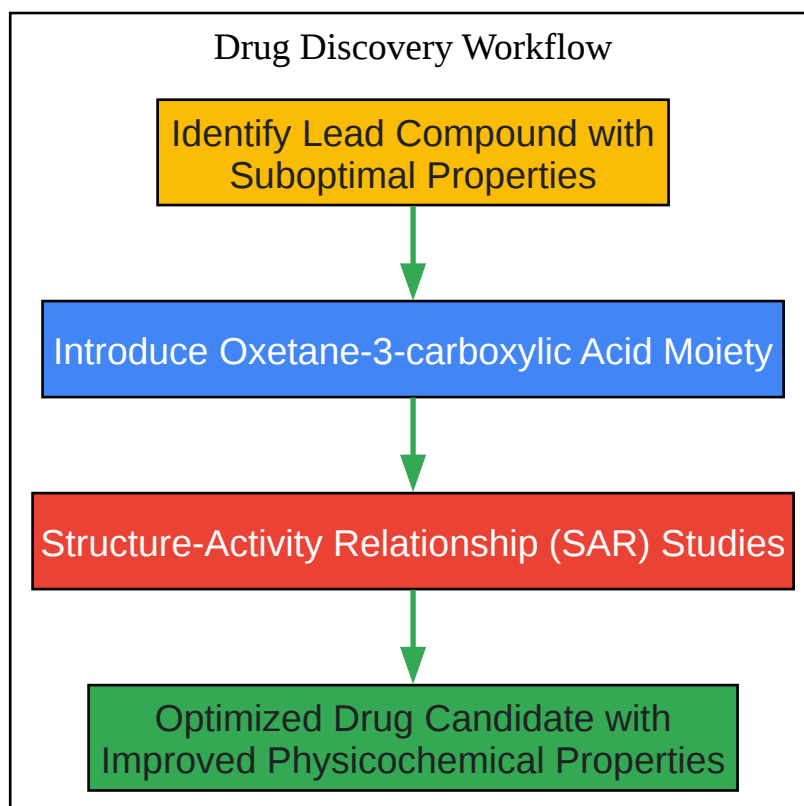 Drug Discovery Workflow
Identify Lead Compound with
Suboptimal Properties
Introduce Oxetane-3-carboxylic Acid Moiety
Structure-Activity Relationship (SAR) Studies
Optimized Drug Candidate with
Improved Physicochemical Properties